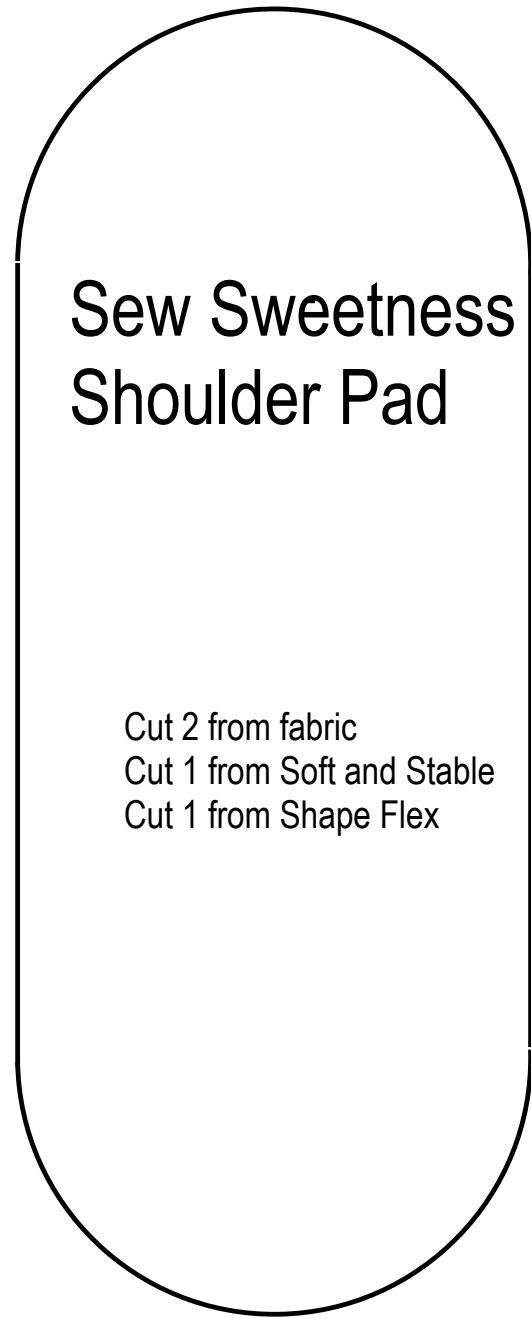 Sew Sweetness
Shoulder Pad
Cut 2 from fabric
Cut 1 from Soft and Stable
Cut 1 from Shape Flex